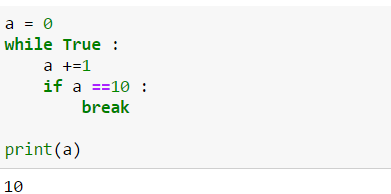 a = 0
while True :
    a +=1
    if a ==10 :
        break
print(a)
10